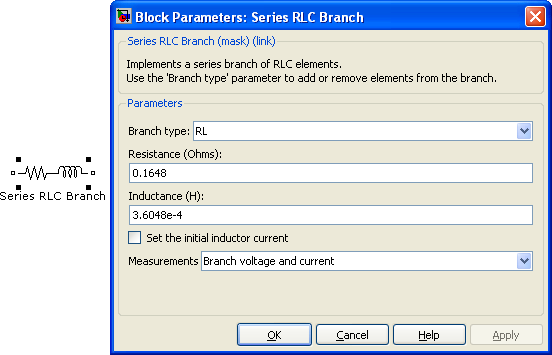 Block Parameters: Series RLC Branch
Series RLC Branch (mask) (link)
Implements a series branch of RLC elements.
Use the 'Branch type' parameter to add or remove elements from the branch.
Parameters
Branch type: RL
Resistance (Ohms):
0.1648
Inductance (H):
3.6048e-4
Set the initial inductor current
Measurements Branch voltage and current
OK Cancel Help Apply
Series RLC Branch